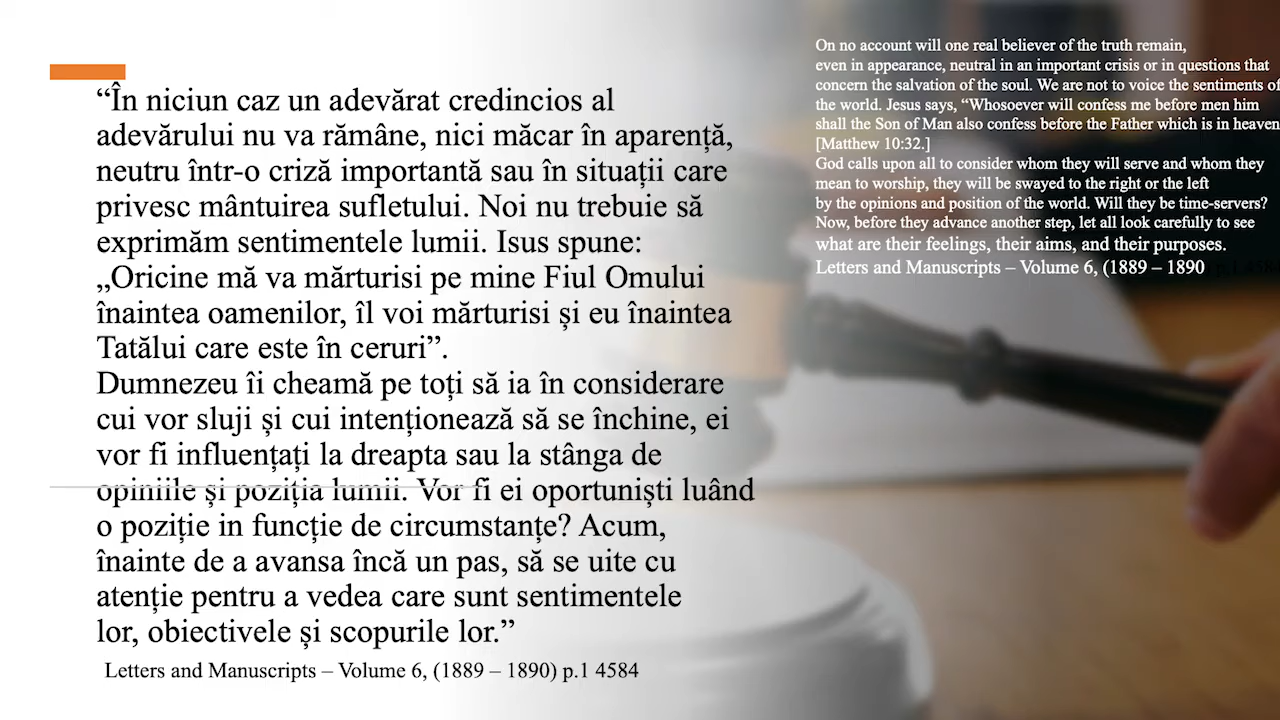 “În niciun caz un adevărat credincios al
adevărului nu va rămâne, nici măcar în aparență,
neutru într-o criză importantă sau în situații care
privesc mântuirea sufletului. Noi nu trebuie să
exprimăm sentimentele lumii. Isus spune:
„Oricine mă va mărturisi pe mine Fiul Omului
înaintea oamenilor, îl voi mărturisi și eu înaintea
Tatălui care este în ceruri”.
Dumnezeu îi cheamă pe toți să ia în considerare
cui vor sluji și cui intenționează să se închine, ei
vor fi influențați la dreapta sau la stânga de
opiniile și poziția lumii. Vor fi ei oportuniști luând
o poziție in funcție de circumstanțe? Acum,
înainte de a avansa încă un pas, să se uite cu
atenție pentru a vedea care sunt sentimentele
lor, obiectivele și scopurile lor.”
Letters and Manuscripts – Volume 6, (1889 – 1890) p.1 4584
On no account will one real believer of the truth remain,
even in appearance, neutral in an important crisis or in questions that
concern the salvation of the soul. We are not to voice the sentiments of
the world. Jesus says, “Whosoever will confess me before men him
shall the Son of Man also confess before the Father which is in heaven
[Matthew 10:32.]
God calls upon all to consider whom they will serve and whom they
mean to worship, they will be swayed to the right or the left
by the opinions and position of the world. Will they be time-servers?
Now, before they advance another step, let all look carefully to see
what are their feelings, their aims, and their purposes.
Letters and Manuscripts – Volume 6, (1889 – 1890